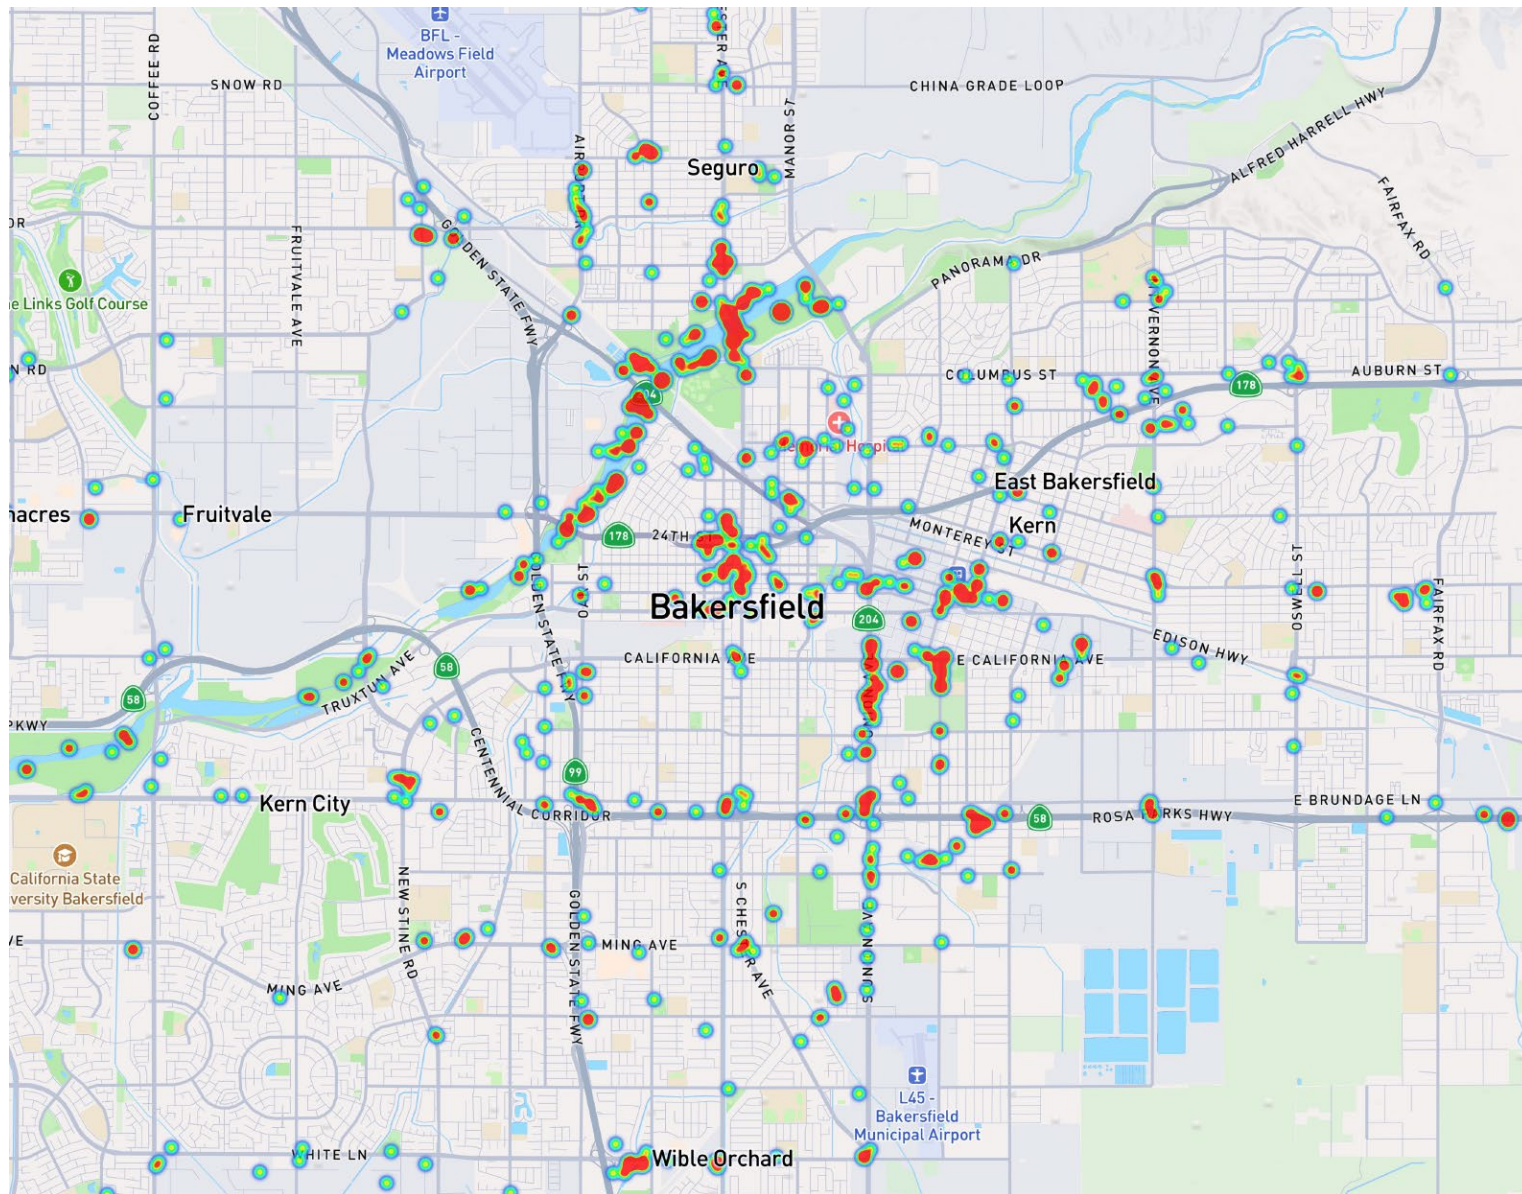 BFL -
Meadows Field
Airport
COFFEE RD
SNOW RD
CHINA GRADE LOOP
MANOR ST
ALFRED HARRELL HWY
Seguro
FAIRFAX RD
GOLDEN STATE FWY
FRUITVALE AVE
PANORAMA DR
Links Golf Course
COLUMBUS ST
AUBURN ST
178
Hospital
East Bakersfield
Fruitvale
Kern
MONTEREY ST
178
24TH ST
OSWELL ST
FAIRFAX RD
Bakersfield
204
EDISON HWY
CALIFORNIA AVE
E CALIFORNIA AVE
58
TRUXTUN AVE
58
PKWY
CENTENNIAL CORRIDOR
99
Kern City
E BRUNDAGE LN
58
ROSA PARKS HWY
California State
University Bakersfield
NEW STINE RD
GOLDEN STATE FWY
S CHESTER AVE
MING AVE
MING AVE
L45 -
Bakersfield
Municipal Airport
WHITE LN
Wible Orchard